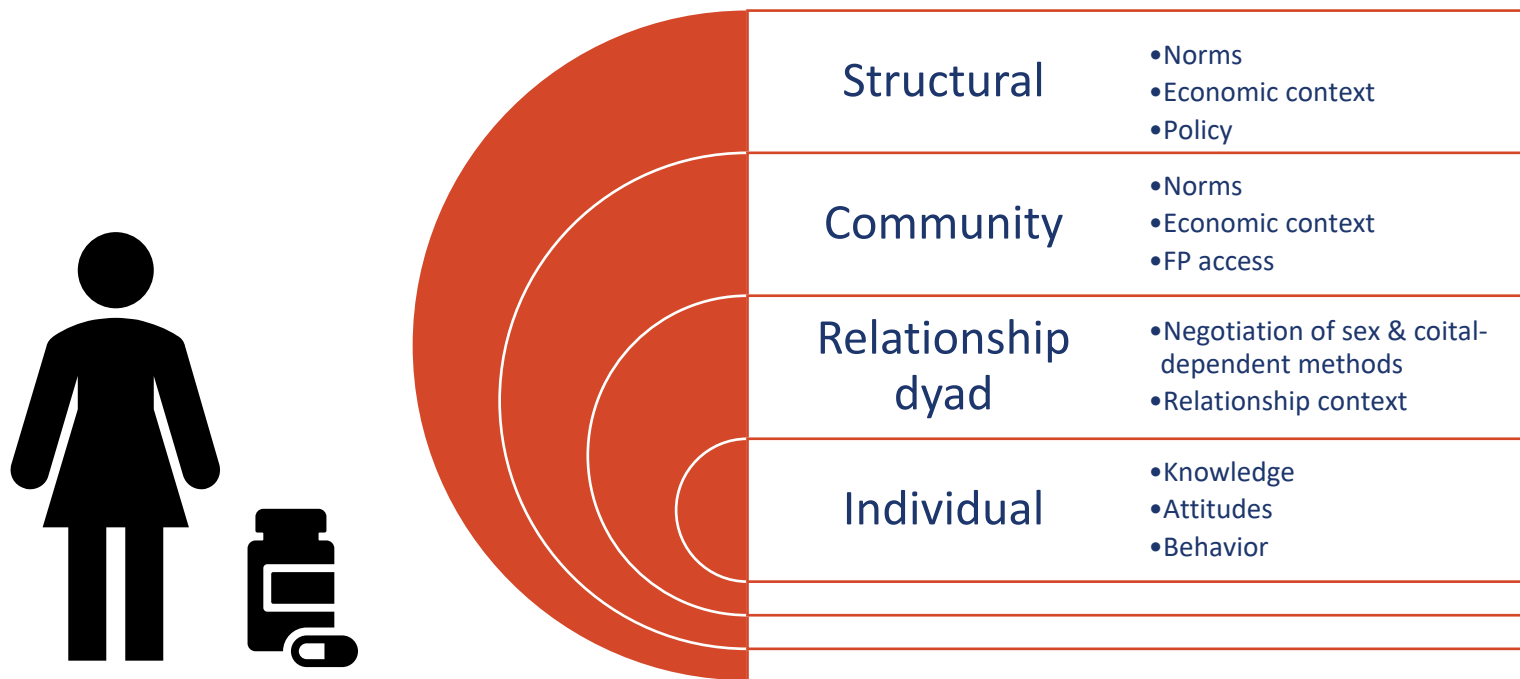 Structural
•Norms
•Economic context
•Policy
Community
•Norms
•Economic context
•FP access
Relationship
dyad
•Negotiation of sex & coital-
dependent methods
•Relationship context
Individual
•Knowledge
•Attitudes
•Behavior